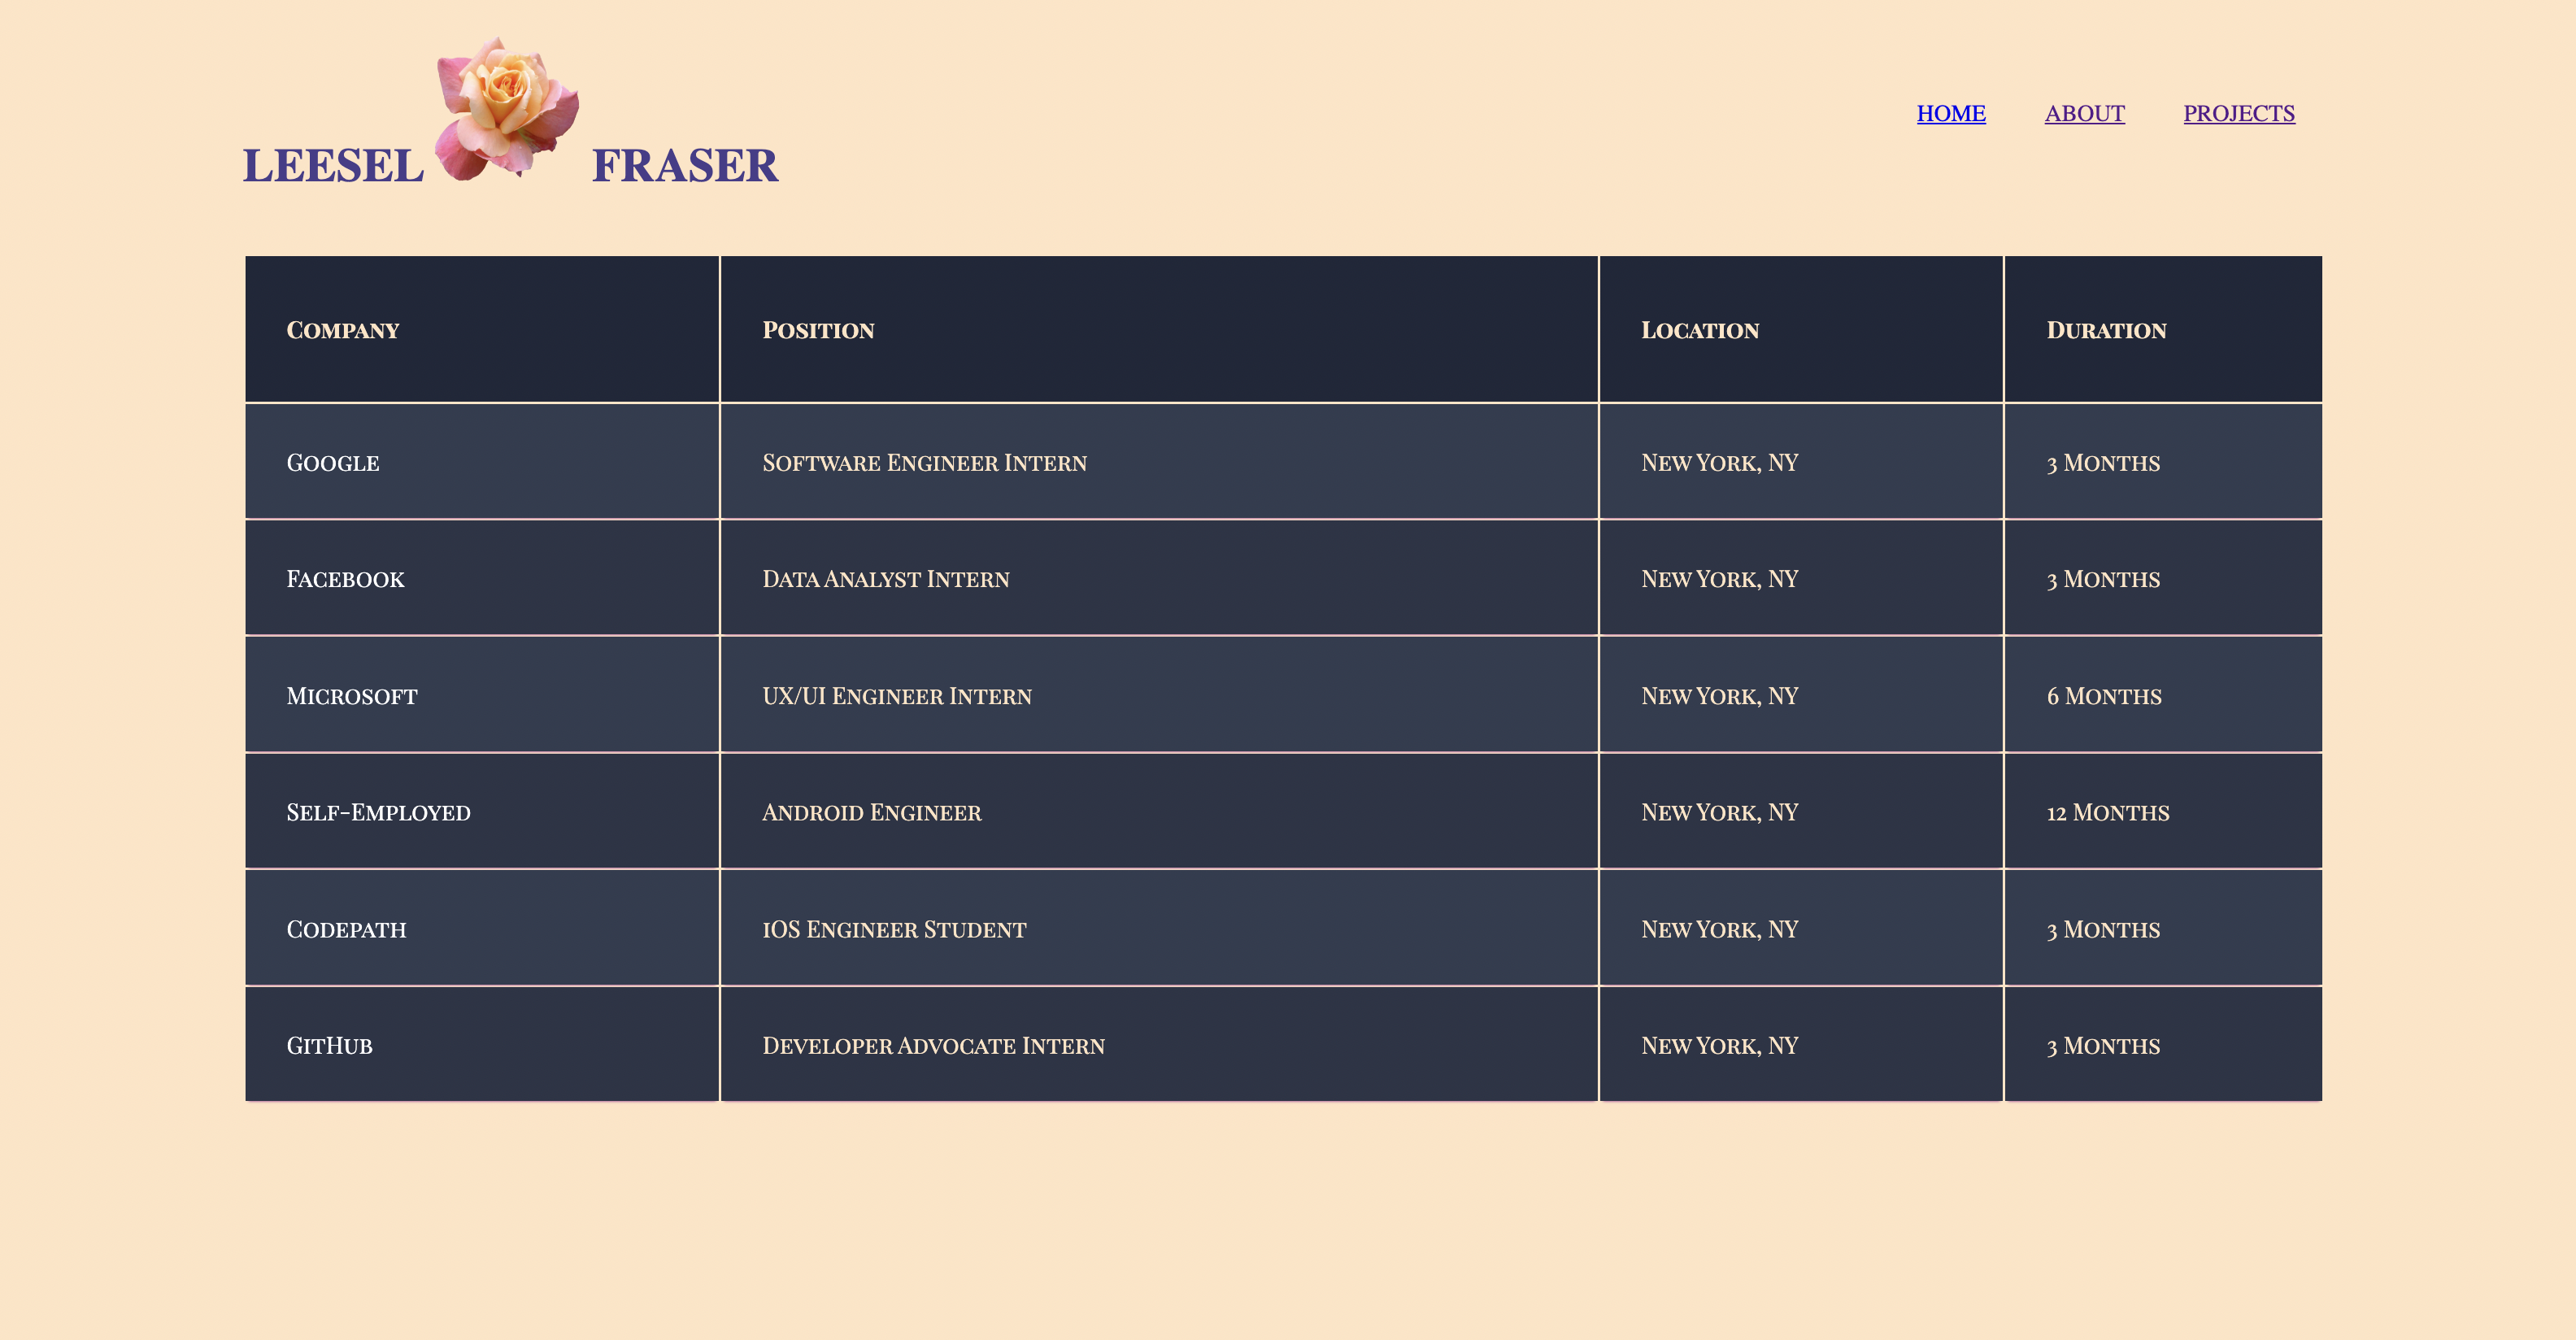 LEESEL FRASER
HOME ABOUT PROJECTS
Company Position Location Duration
Google Software Engineer Intern New York, NY 3 Months
Facebook Data Analyst Intern New York, NY 3 Months
Microsoft UX/UI Engineer Intern New York, NY 6 Months
Self-Employed Android Engineer New York, NY 12 Months
Codepath iOS Engineer Student New York, NY 3 Months
GitHub Developer Advocate Intern New York, NY 3 Months